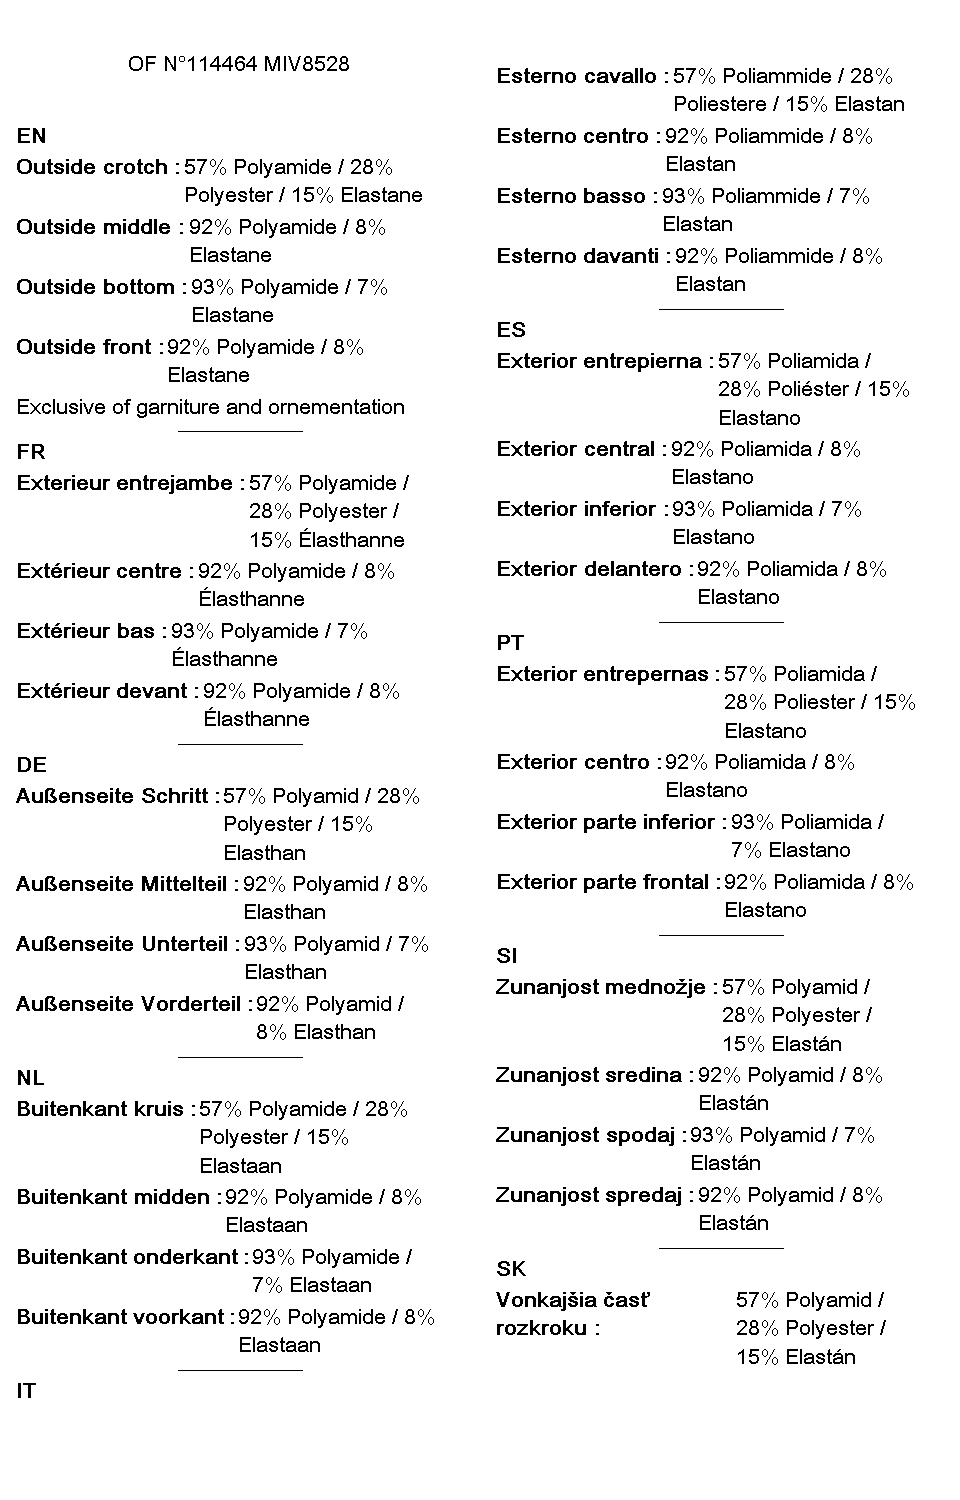 OF N°114464 MIV8528
EN
Outside crotch : 57% Polyamide / 28%
Polyester / 15% Elastane
Outside middle : 92% Polyamide / 8%
Elastane
Outside bottom : 93% Polyamide / 7%
Elastane
Outside front : 92% Polyamide / 8%
Elastane
Exclusive of garniture and ornementation
FR
Exterieur entrejambe : 57% Polyamide /
28% Polyester /
15% Élasthanne
Extérieur centre : 92% Polyamide / 8%
Élasthanne
Extérieur bas : 93% Polyamide / 7%
Élasthanne
Extérieur devant : 92% Polyamide / 8%
Élasthanne
DE
Außenseite Schritt : 57% Polyamid / 28%
Polyester / 15%
Elasthan
Außenseite Mittelteil : 92% Polyamid / 8%
Elasthan
Außenseite Unterteil : 93% Polyamid / 7%
Elasthan
Außenseite Vorderteil : 92% Polyamid /
8% Elasthan
NL
Buitenkant kruis : 57% Polyamide / 28%
Polyester / 15%
Elastaan
Buitenkant midden : 92% Polyamide / 8%
Elastaan
Buitenkant onderkant : 93% Polyamide /
7% Elastaan
Buitenkant voorkant : 92% Polyamide / 8%
Elastaan
IT
Esterno cavallo : 57% Poliammide / 28%
Poliestere / 15% Elastan
Esterno centro : 92% Poliammide / 8%
Elastan
Esterno basso : 93% Poliammide / 7%
Elastan
Esterno davanti : 92% Poliammide / 8%
Elastan
ES
Exterior entrepierna : 57% Poliamida /
28% Poliéster / 15%
Elastano
Exterior central : 92% Poliamida / 8%
Elastano
Exterior inferior : 93% Poliamida / 7%
Elastano
Exterior delantero : 92% Poliamida / 8%
Elastano
PT
Exterior entrepernas : 57% Poliamida /
28% Poliester / 15%
Elastano
Exterior centro : 92% Poliamida / 8%
Elastano
Exterior parte inferior : 93% Poliamida /
7% Elastano
Exterior parte frontal : 92% Poliamida / 8%
Elastano
SI
Zunanjost mednožje : 57% Polyamid /
28% Polyester /
15% Elastán
Zunanjost sredina : 92% Polyamid / 8%
Elastán
Zunanjost spodaj : 93% Polyamid / 7%
Elastán
Zunanjost spredaj : 92% Polyamid / 8%
Elastán
SK
Vonkajšia časť 57% Polyamid /
rozkroku : 28% Polyester /
15% Elastán